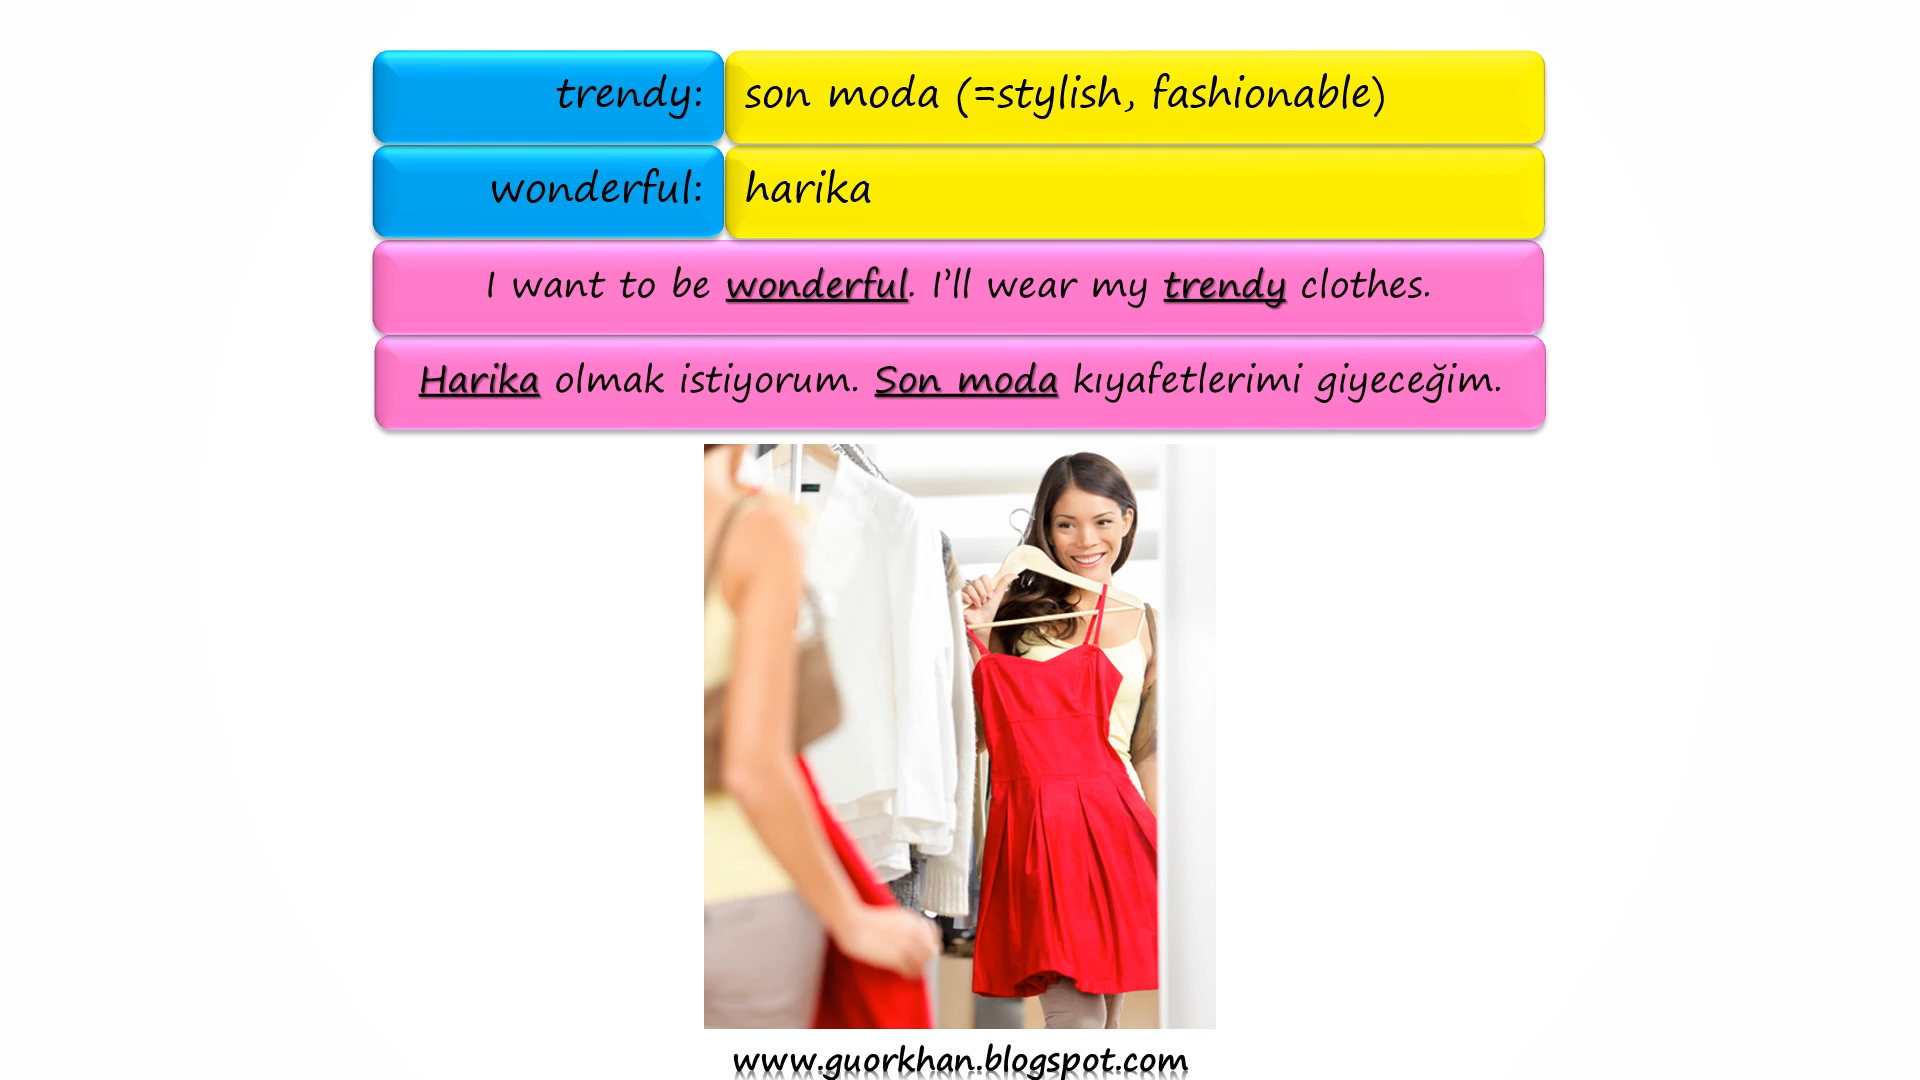 trendy: son moda (=stylish, fashionable)
wonderful: harika
I want to be wonderful. I'll wear my trendy clothes.
Harika olmak istiyorum. Son moda kıyafetlerimi giyeceğim.
www.guorkhan.blogspot.com